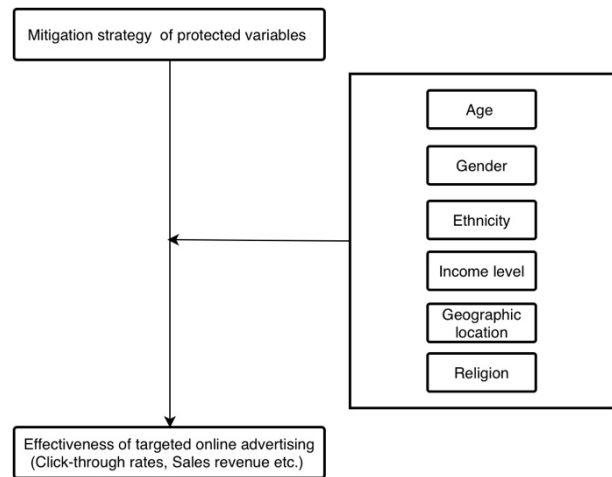 Mitigation strategy of protected variables
Age
Gender
Ethnicity
Income level
Geographic
location
Religion
Effectiveness of targeted online advertising
(Click-through rates, Sales revenue etc.)